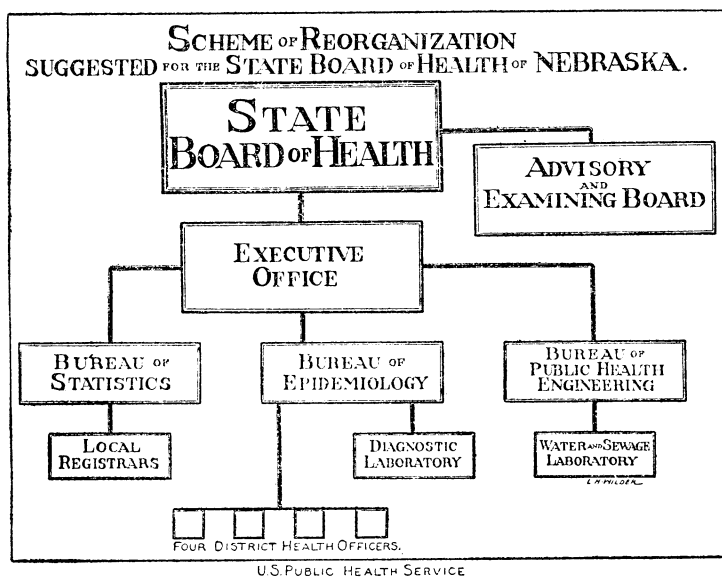 SCHEME OF REORGANIZATION
SUGGESTED FOR THE STATE BOARD OF HEALTH OF NEBRASKA.
STATE
BOARD OF HEALTH
ADVISORY
AND
EXAMINING BOARD
EXECUTIVE
OFFICE
BUREAU OF
STATISTICS
BUREAU OF
EPIDEMIOLOGY
BUREAU OF
PUBLIC HEALTH
ENGINEERING
LOCAL
REGISTRARS
DIAGNOSTIC
LABORATORY
WATER AND SEWAGE
LABORATORY
L H WILDER
FOUR DISTRICT HEALTH OFFICERS.
U.S. PUBLIC HEALTH SERVICE